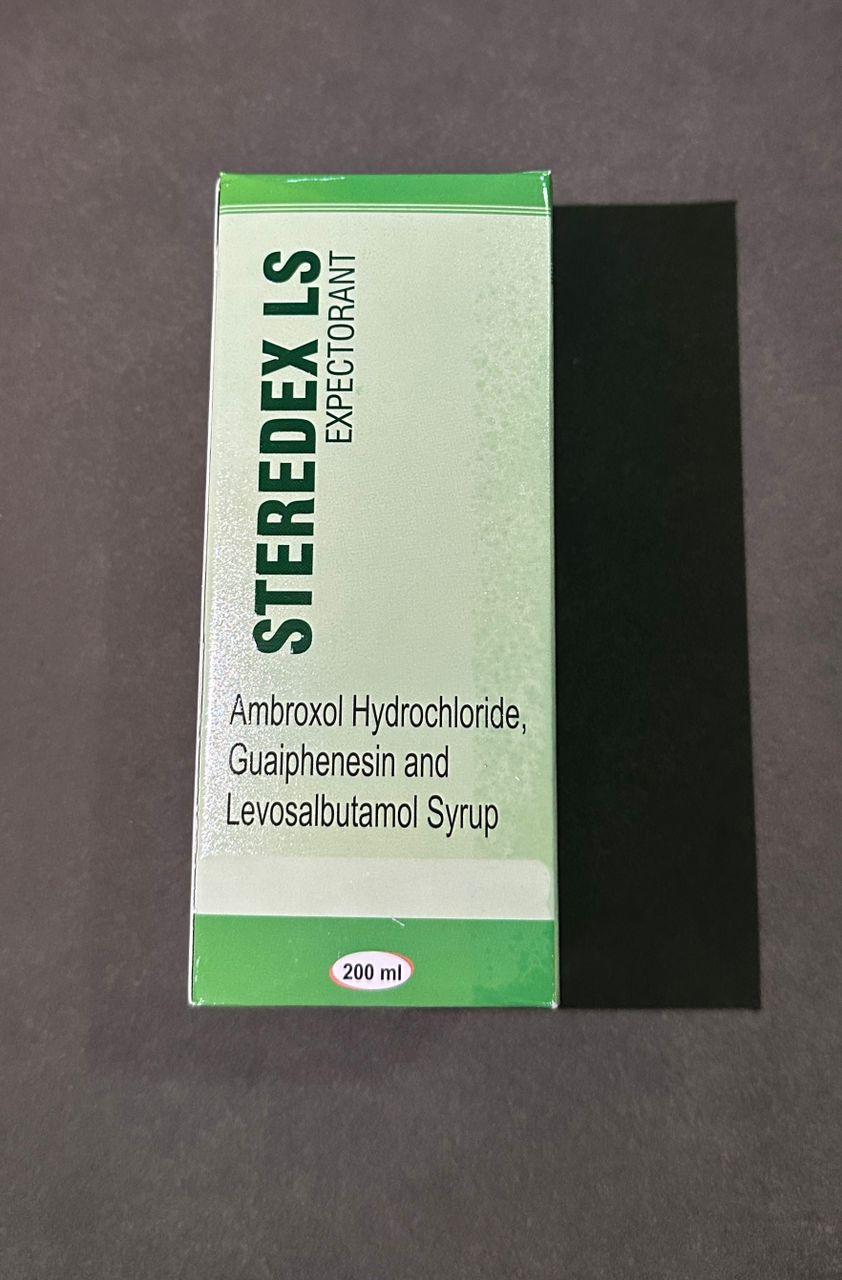 STEREDEX LS
EXPECTORANT
Ambroxol Hydrochloride,
Guaiphenesin and
Levosalbutamol Syrup
200 ml